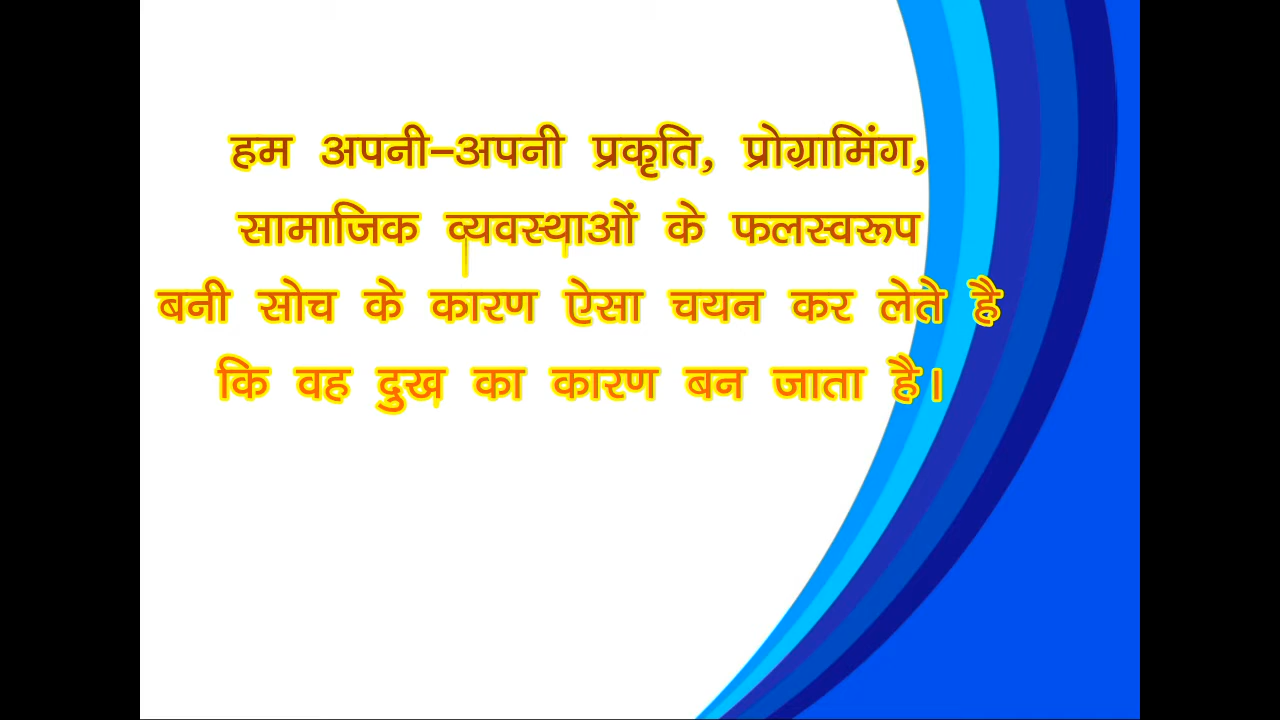 हम अपनी-अपनी प्रकृति, प्रोग्रामिंग,
सामाजिक व्यवस्थाओं के फलस्वरूप
बनी सोच के कारण ऐसा चयन कर लेते है
कि वह दुख का कारण बन जाता है।